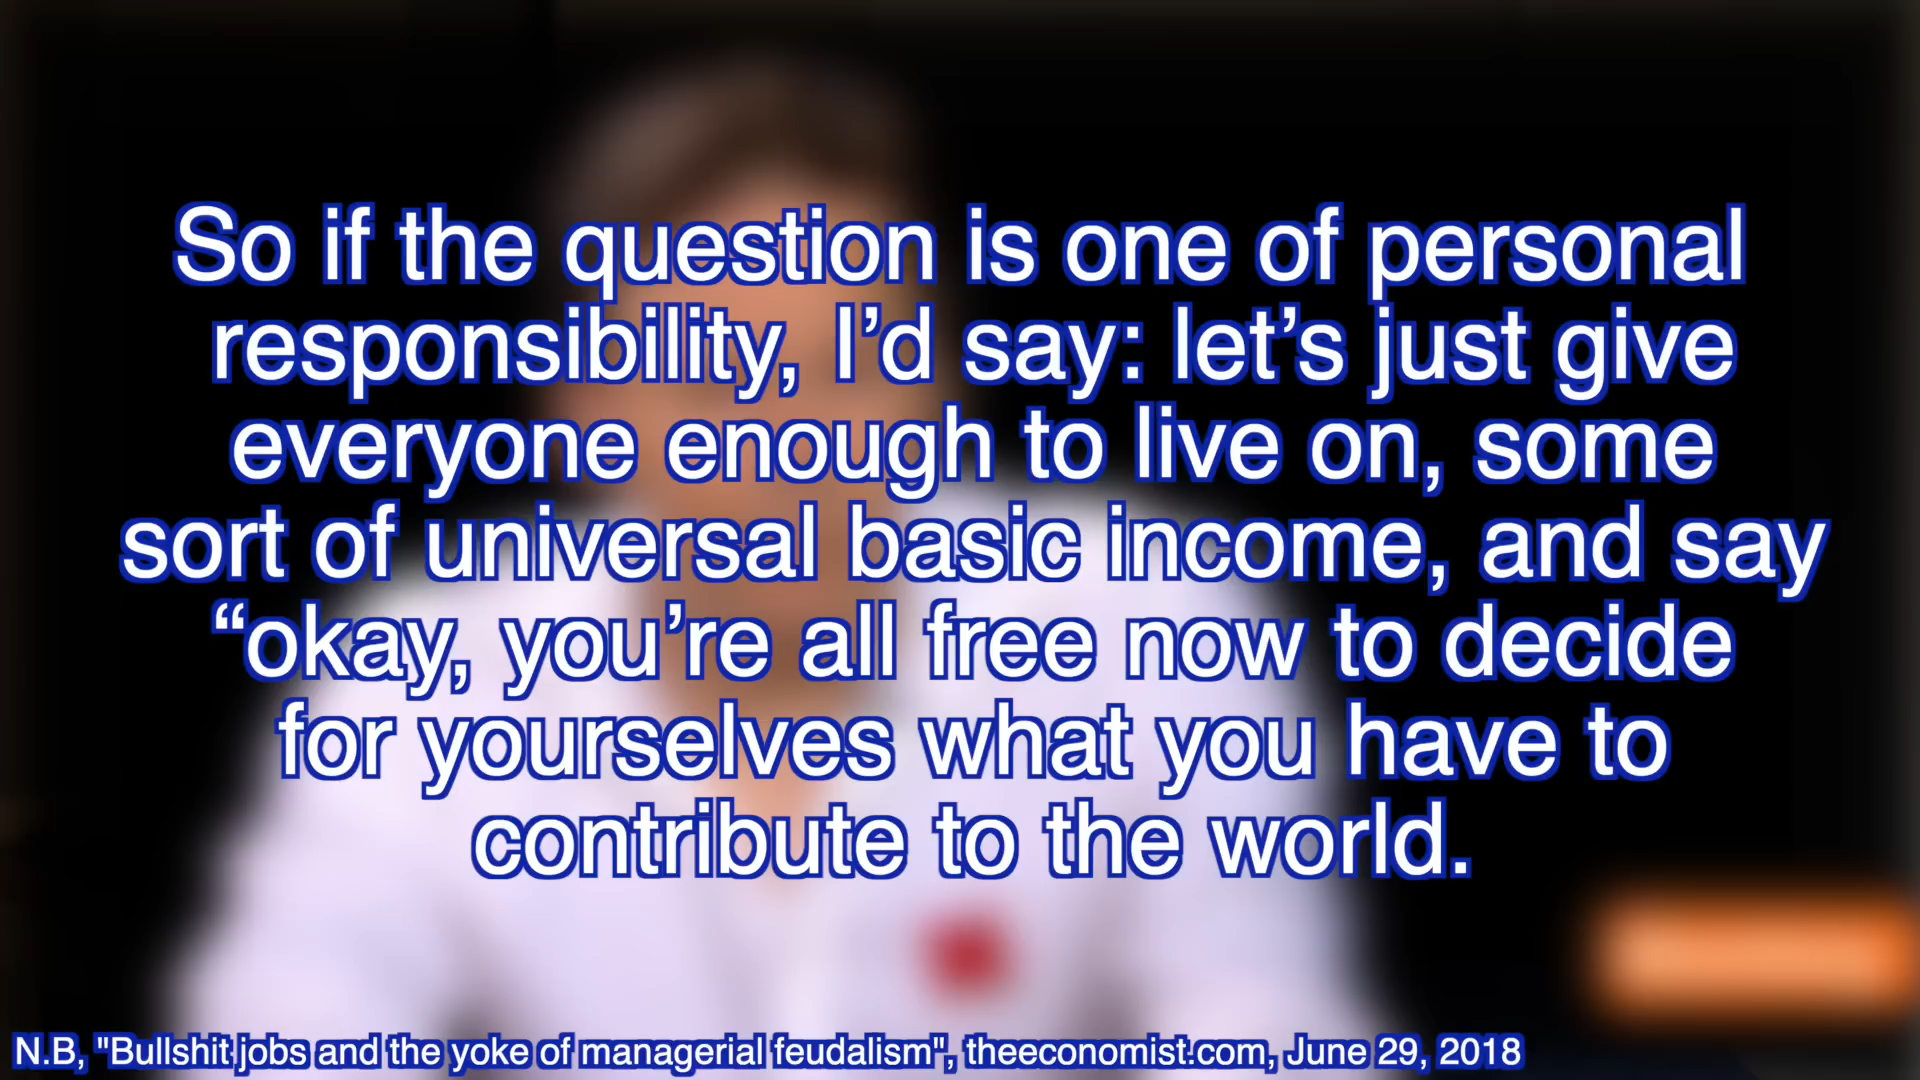 So if the question is one of personal
responsibility, I’d say: let’s just give
everyone enough to live on, some
sort of universal basic income, and say
“okay, you’re all free now to decide
for yourselves what you have to
contribute to the world.
N.B, "Bullshit jobs and the yoke of managerial feudalism", theeconomist.com, June 29, 2018